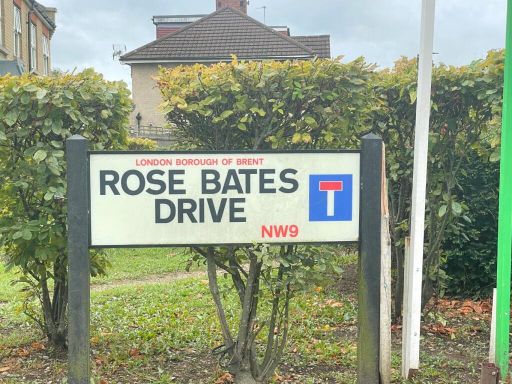 LONDON BOROUGH OF BRENT
ROSE BATES
DRIVE
NW9